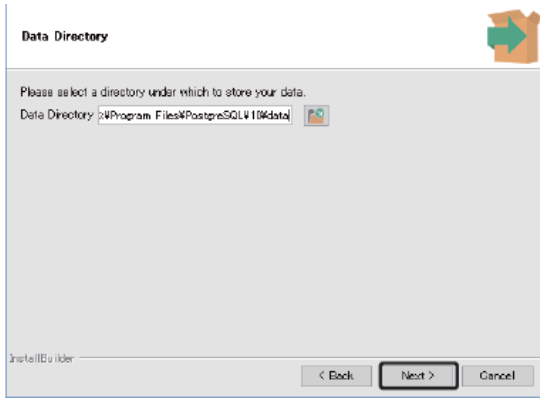 Data Directory
Please select a directory under which to store your data.
Data Directory :¥Program Files¥PostgreSQL¥10¥data
InstallBuilder
< Back Next > Cancel